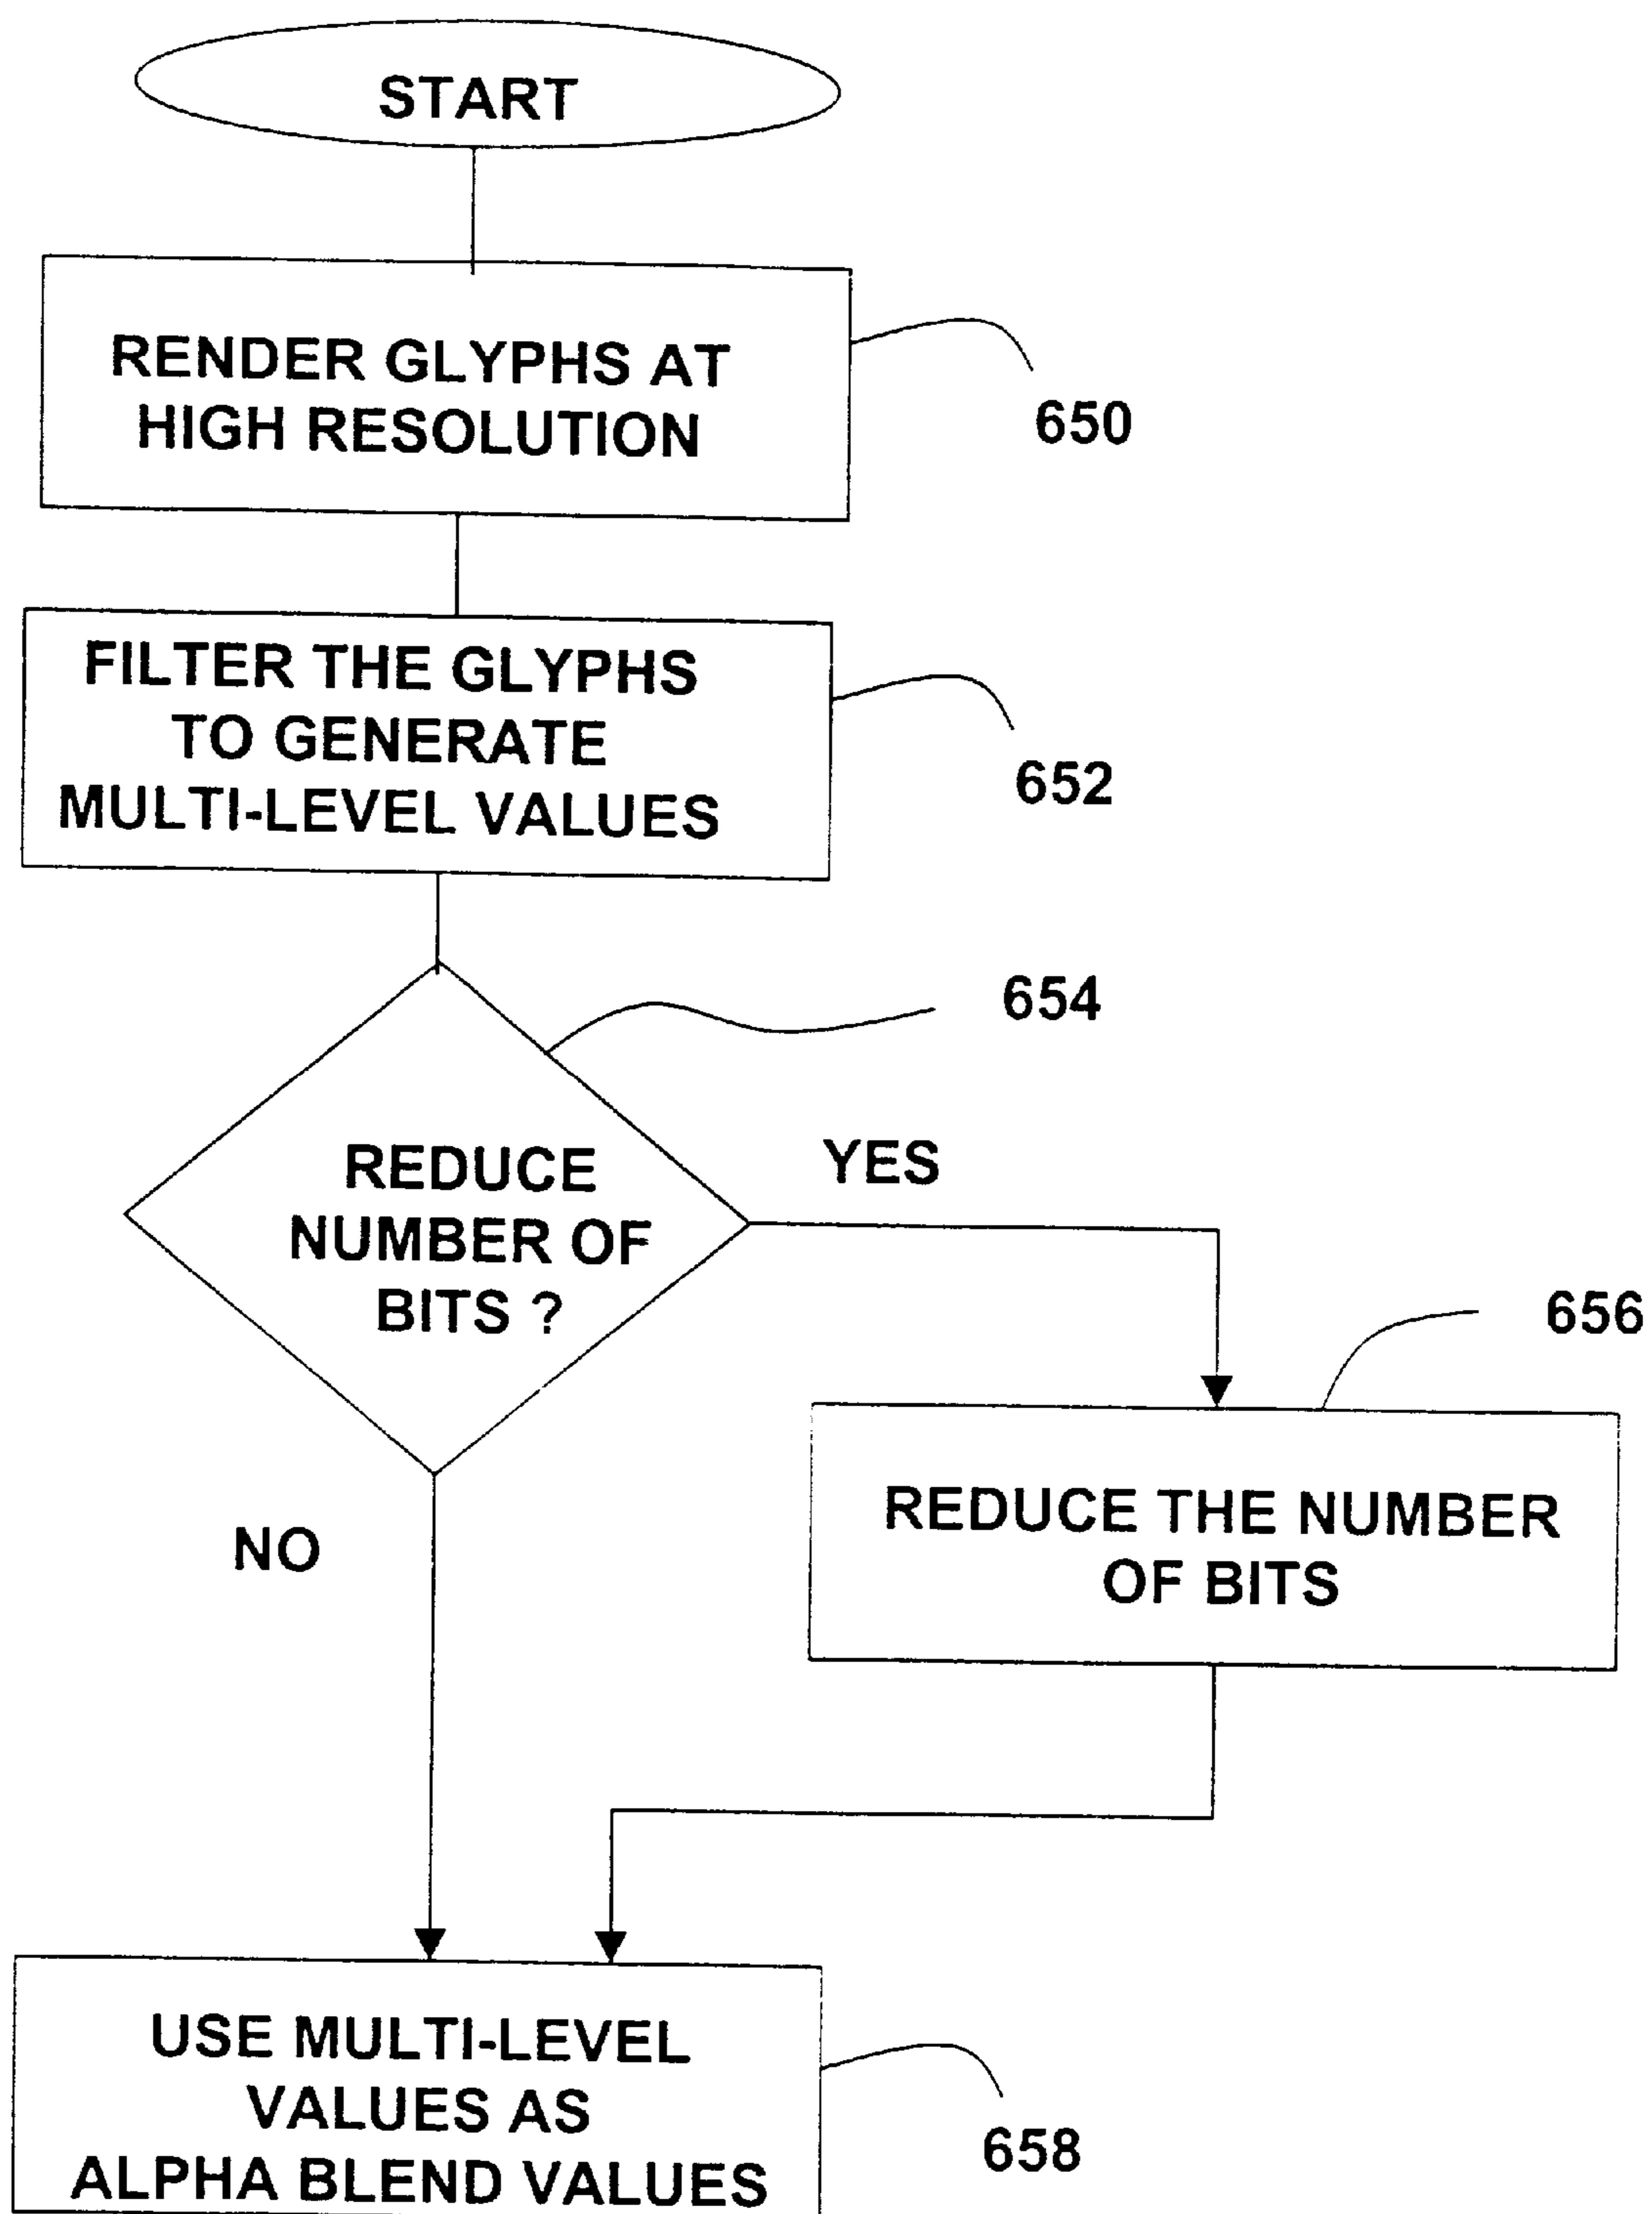 START
RENDER GLYPHS AT
HIGH RESOLUTION
650
FILTER THE GLYPHS
TO GENERATE
MULTI-LEVEL VALUES
652
654
REDUCE
NUMBER OF
BITS ?
YES
656
REDUCE THE NUMBER
OF BITS
NO
USE MULTI-LEVEL
VALUES AS
ALPHA BLEND VALUES
658